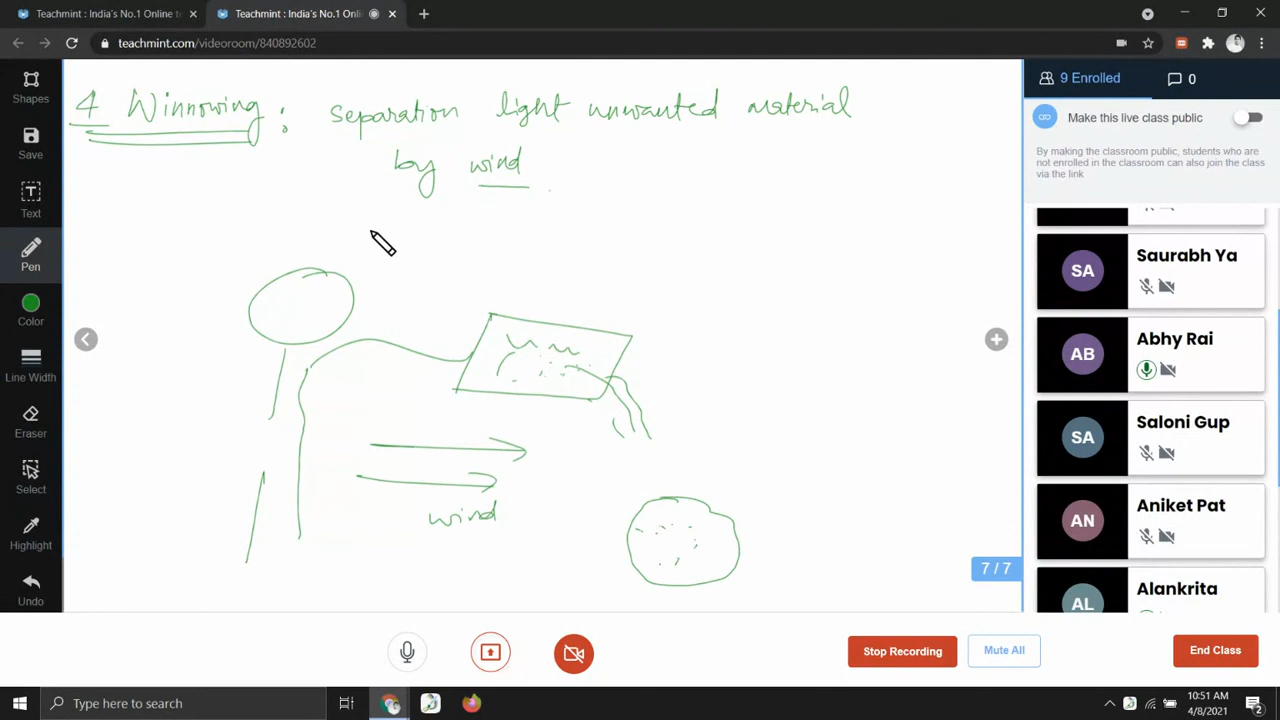 Teachmint : India's No.1 Online t
Teachmint : India's No.1 Onli
teachmint.com/videoroom/840892602
Shapes
Save
Text
Pen
Color
Line Width
Eraser
Select
Highlight
Undo
4 Winnowing : separation light unwanted material
by wind
wind
7 / 7
9 Enrolled
0
Make this live class public
By making the classroom public, students who are
not enrolled in the classroom can also join the class
via the link
SA
Saurabh Ya
AB
Abhy Rai
SA
Saloni Gup
AN
Aniket Pat
AL
Alankrita
Stop Recording
Mute All
End Class
Type here to search
10:51 AM
4/8/2021
2